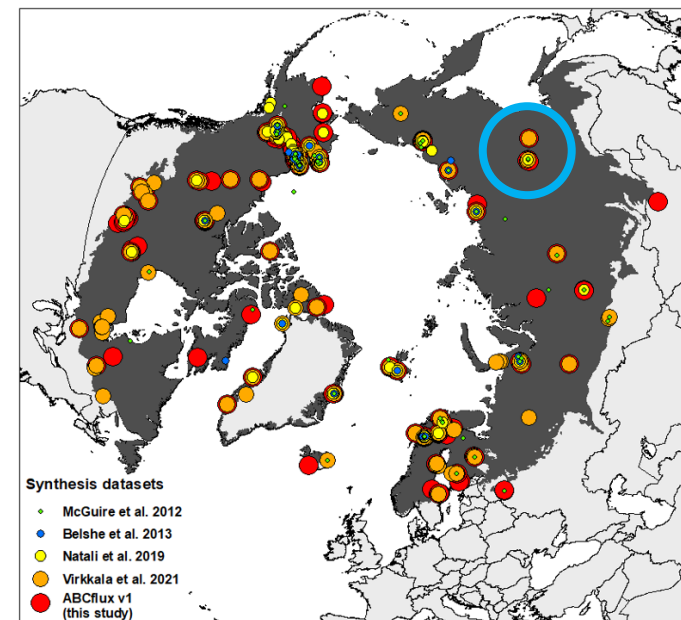 Synthesis datasets
McGuire et al. 2012
Belshe et al. 2013
Natali et al. 2019
Virkkala et al. 2021
ABCflux v1
(this study)